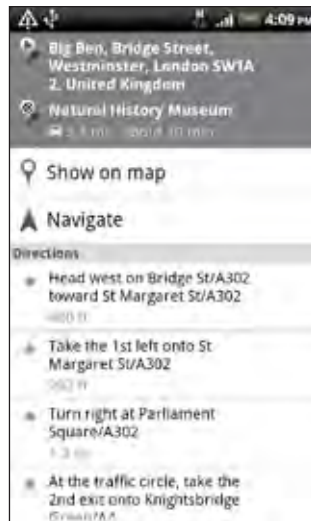 4:09 PM
Big Ben, Bridge Street,
Westminster, London SW1A
2, United Kingdom
Natural History Museum
Show on map
Navigate
Directions
Head west on Bridge St/A302
toward St Margaret St/A302
Take the 1st left onto St
Margaret St/A302
Turn right at Parliament
Square/A302
At the traffic circle, take the
2nd exit onto Knightsbridge